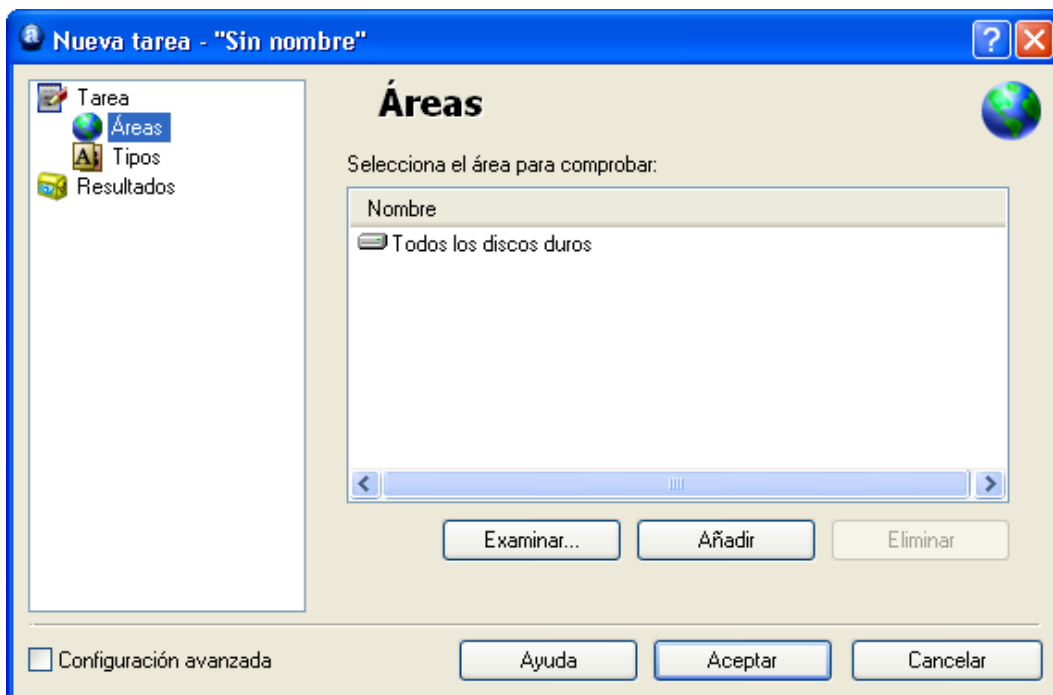 Nueva tarea - "Sin nombre"
Tarea
Áreas
Tipos
Resultados
Áreas
Selecciona el área para comprobar:
Nombre
Todos los discos duros
Examinar...
Añadir
Eliminar
Configuración avanzada
Ayuda
Aceptar
Cancelar